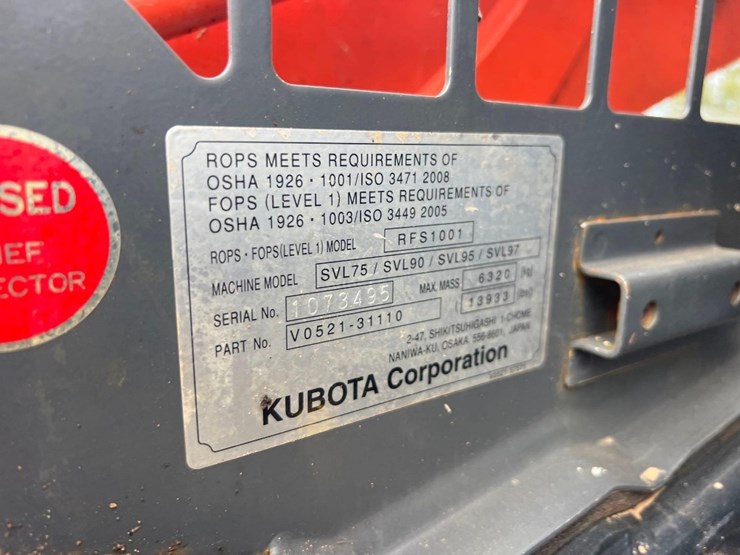 SED
IEF
ECTOR
ROPS MEETS REQUIREMENTS OF
OSHA 1926 · 1001/ISO 3471 2008
FOPS (LEVEL 1) MEETS REQUIREMENTS OF
OSHA 1926 · 1003/ISO 3449 2005
ROPS · FOPS(LEVEL 1) MODEL RFS1001
MACHINE MODEL SVL75 / SVL90 / SVL95 / SVL97
SERIAL No. 1073495 MAX. MASS 6320 (kg)
13933 (lbs)
PART No. V0521-31110
2-47, SHIKITSUHIGASHI 1-CHOME,
NANIWA-KU, OSAKA 556-8601, JAPAN
KUBOTA Corporation